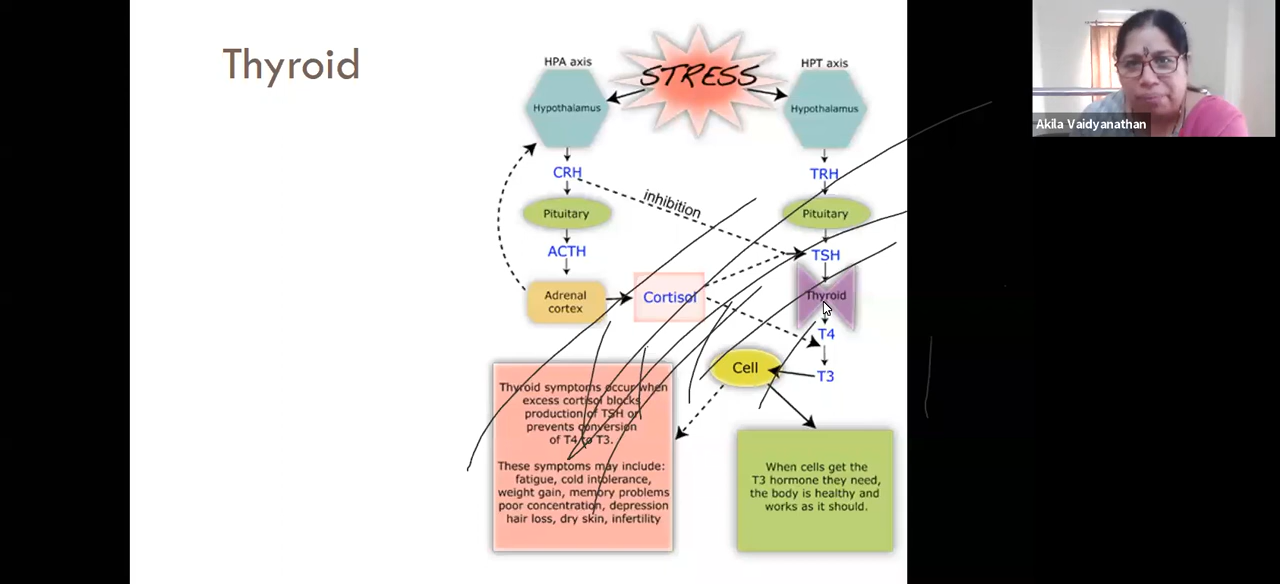 Thyroid
HPA axis
STRESS
HPT axis
Hypothalamus
Hypothalamus
CRH
TRH
inhibition
Pituitary
Pituitary
ACTH
TSH
Adrenal
cortex
Cortisol
Thyroid
T4
Cell
T3
Thyroid symptoms occur when
excess cortisol blocks
production of TSH or
prevents conversion
of T4 to T3.
These symptoms may include:
fatigue, cold intolerance,
weight gain, memory problems
poor concentration, depression
hair loss, dry skin, infertility
When cells get the
T3 hormone they need,
the body is healthy and
works as it should.
Akila Vaidyanathan